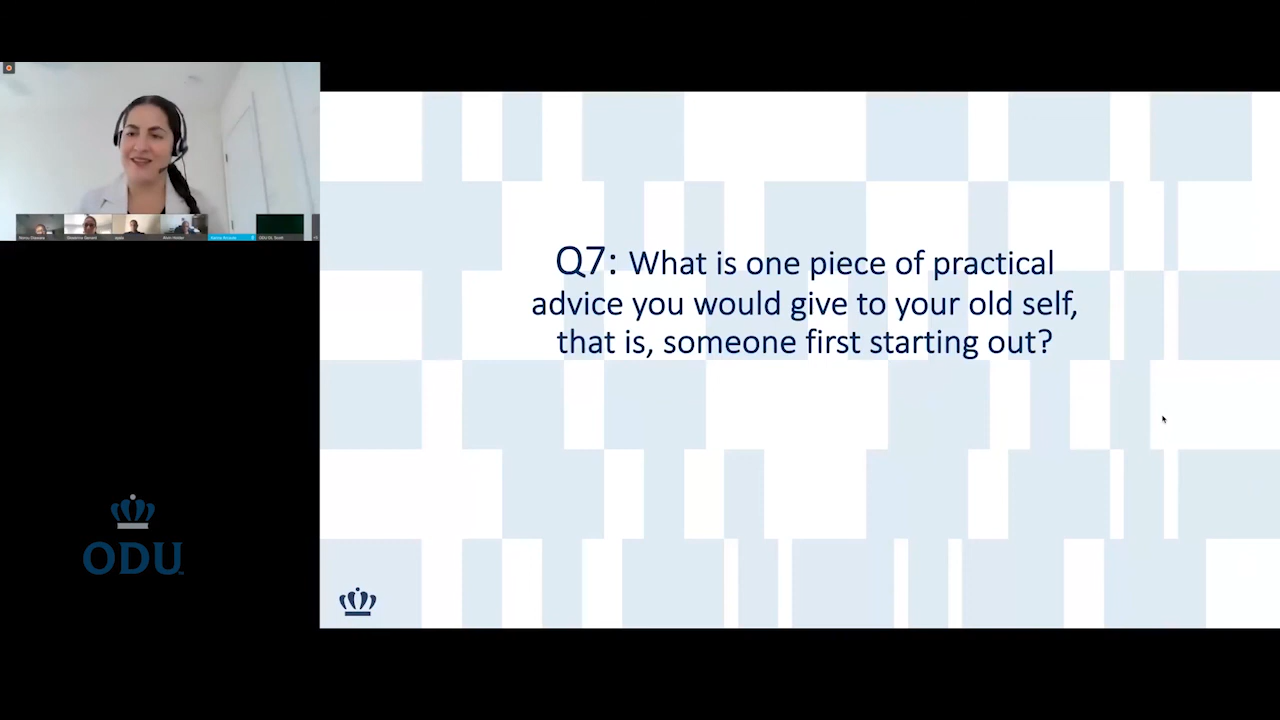 Q7: What is one piece of practical
advice you would give to your old self,
that is, someone first starting out?
ODU